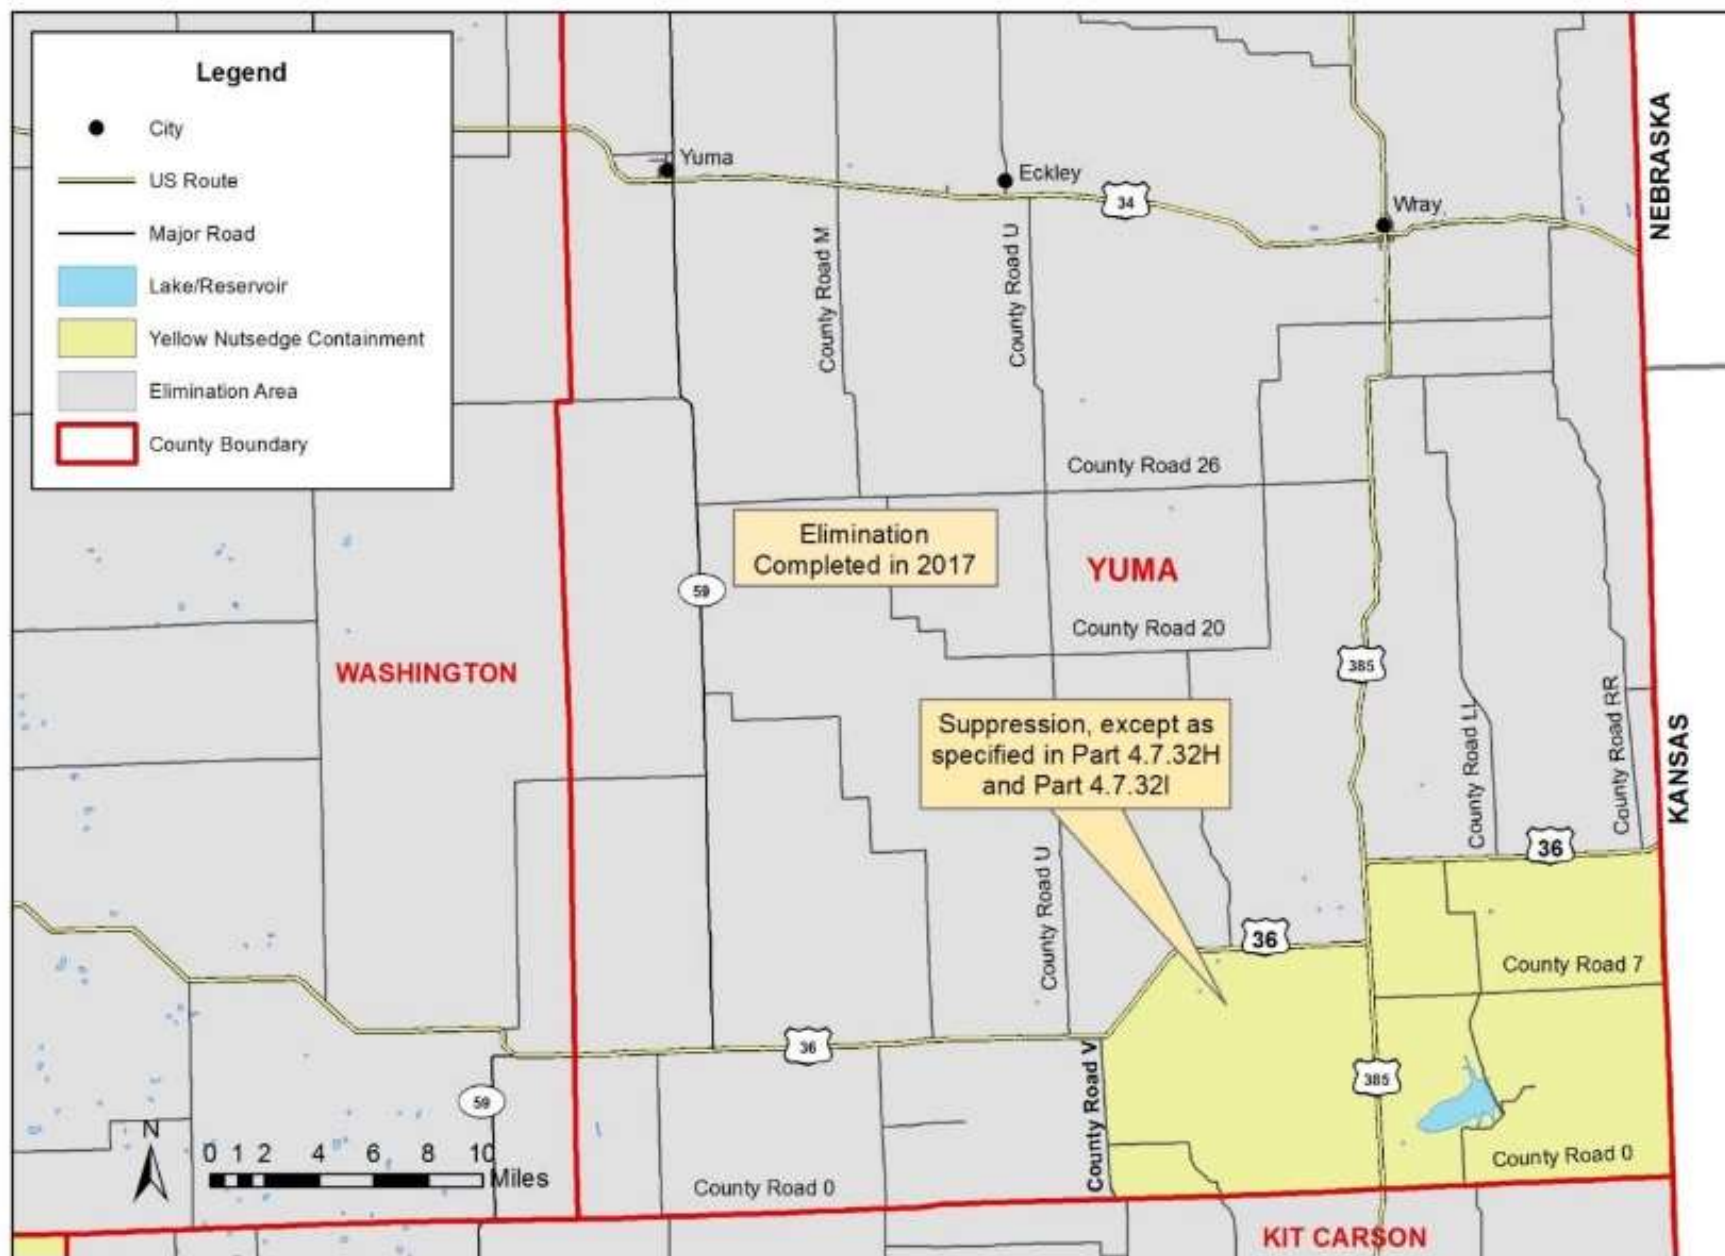 Legend
City
US Route
Major Road
Lake/Reservoir
Yellow Nutsedge Containment
Elimination Area
County Boundary
Yuma
Eckley
34
Wray
NEBRASKA
County Road M
County Road U
County Road 26
Elimination
Completed in 2017
YUMA
59
County Road 20
WASHINGTON
385
Suppression, except as
specified in Part 4.7.32H
and Part 4.7.32I
County Road LL
County Road RR
KANSAS
36
County Road U
36
County Road 7
36
County Road V
385
59
N
0 1 2 4 6 8 10
Miles
County Road 0
County Road 0
KIT CARSON